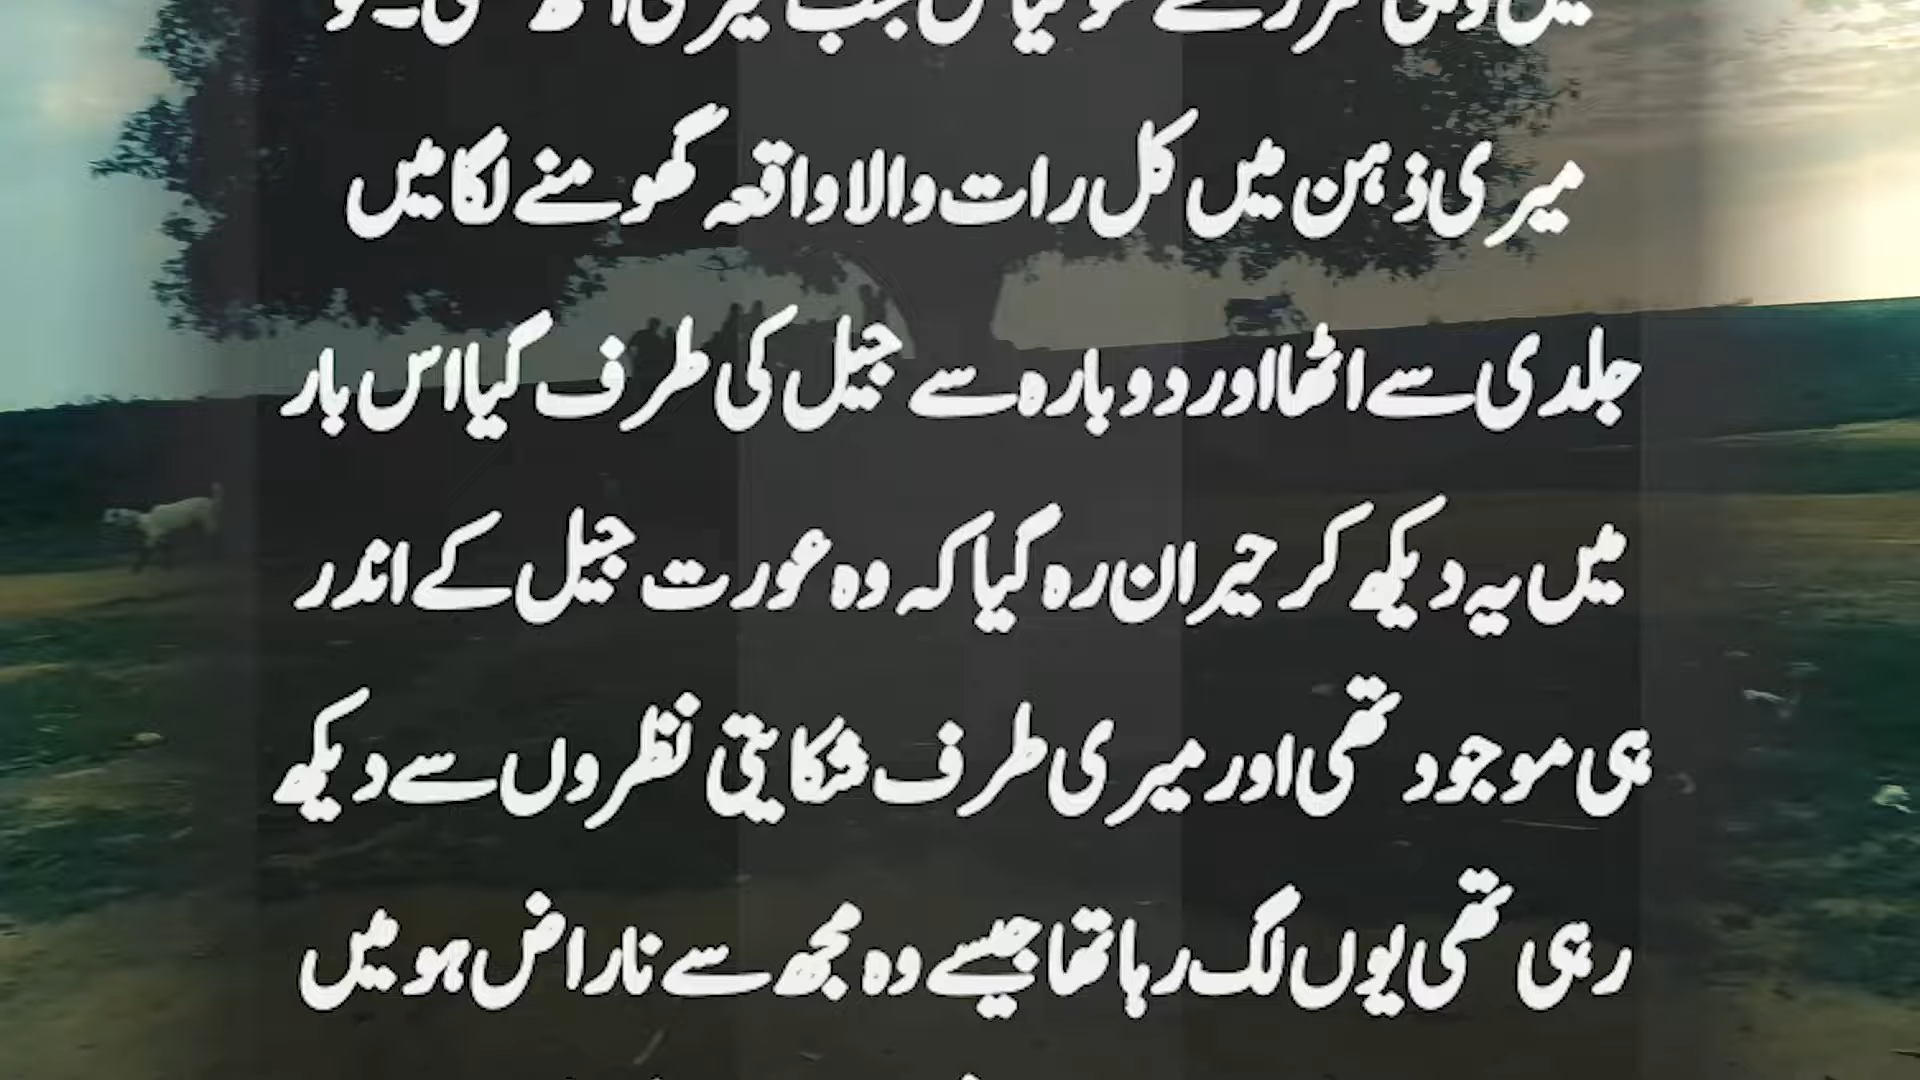 میری ذہن میں کل رات والا واقعہ گھومنے لگا میں
جلدی سے اٹھا اور دوبارہ سے جیل کی طرف گیا اس بار
میں یہ دیکھ کر حیران رہ گیا کہ وہ عورت جیل کے اندر
ہی موجود تھی اور میری طرف شکایتی نظروں سے دیکھ
رہی تھی یوں لگ رہا تھا جیسے وہ مجھ سے ناراض ہو میں